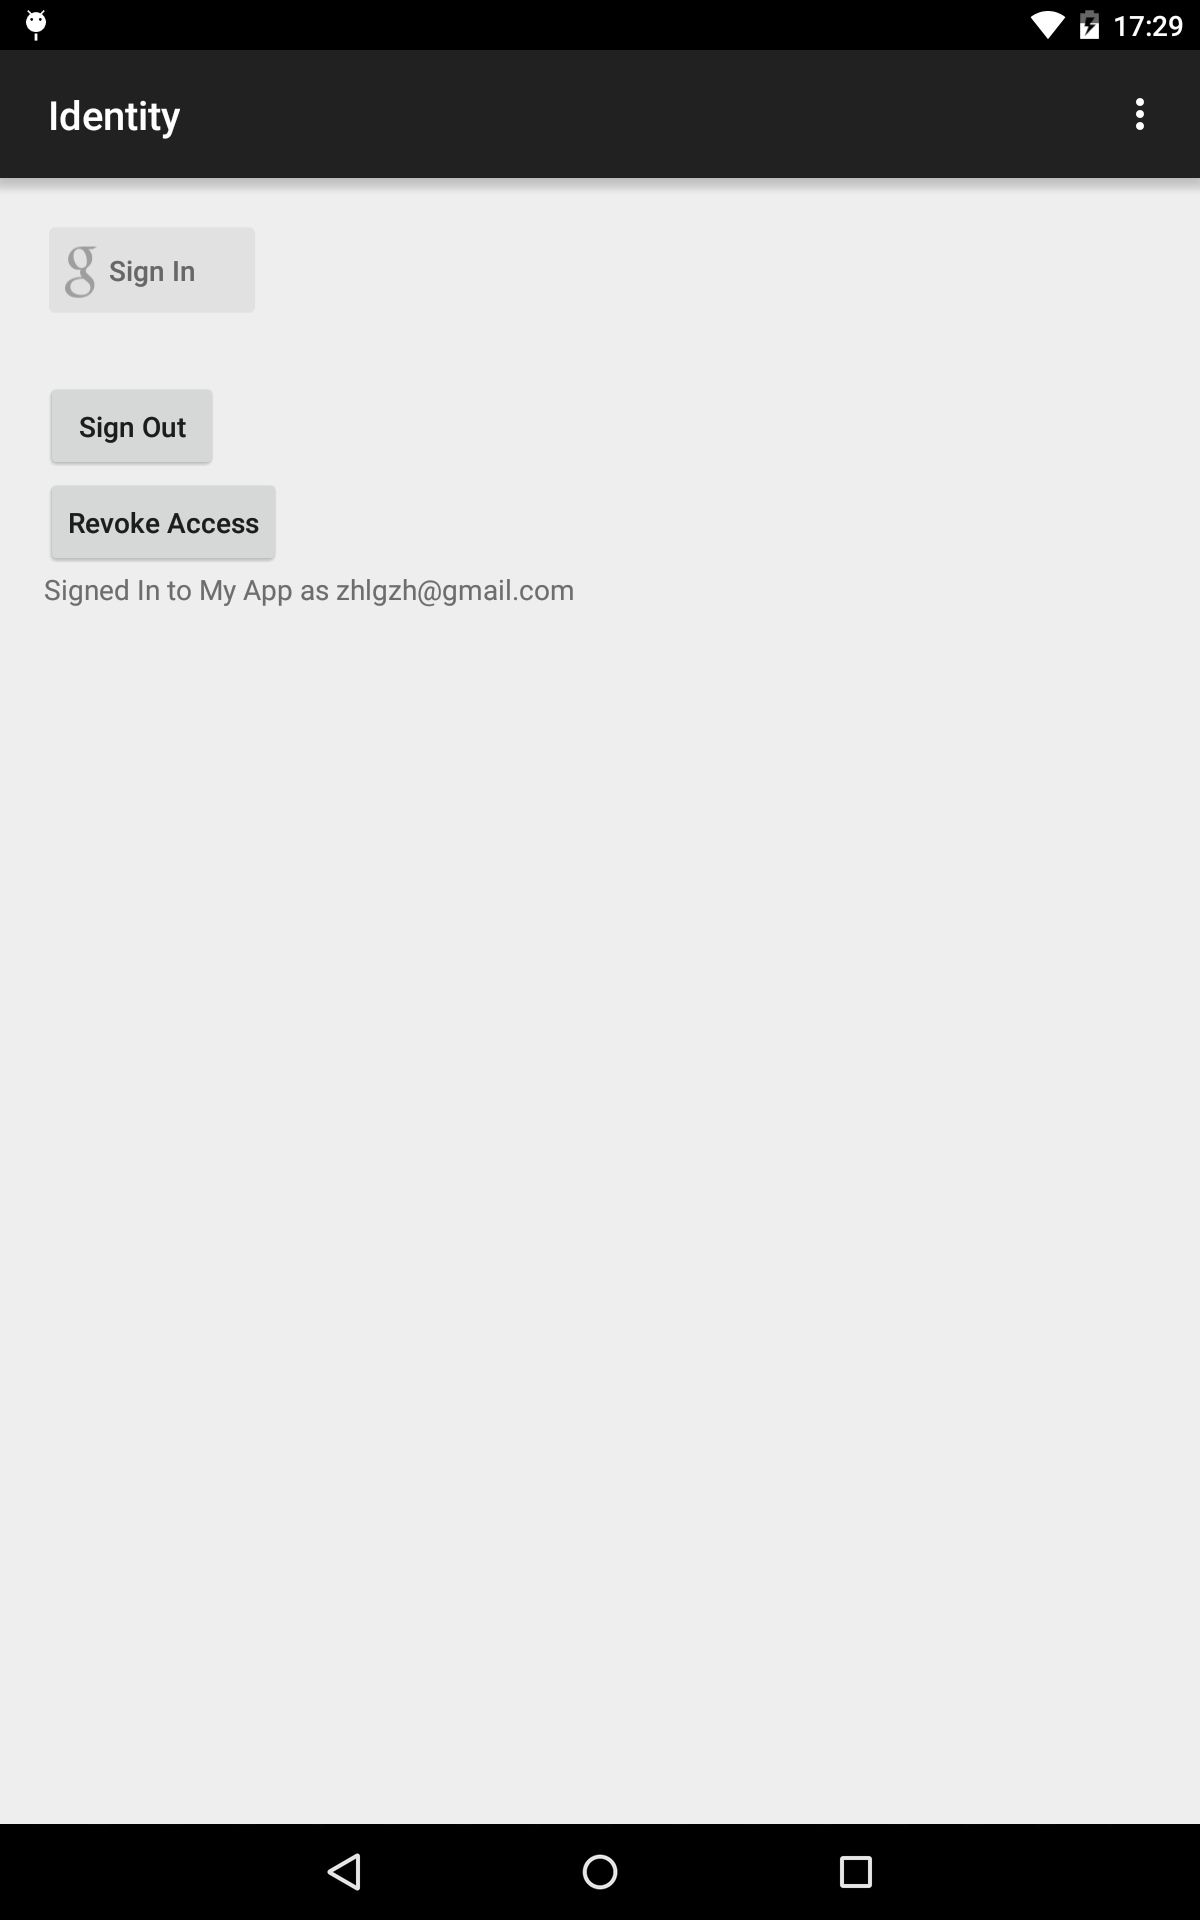 17:29
Identity
g Sign In
Sign Out
Revoke Access
Signed In to My App as zhlgzh@gmail.com